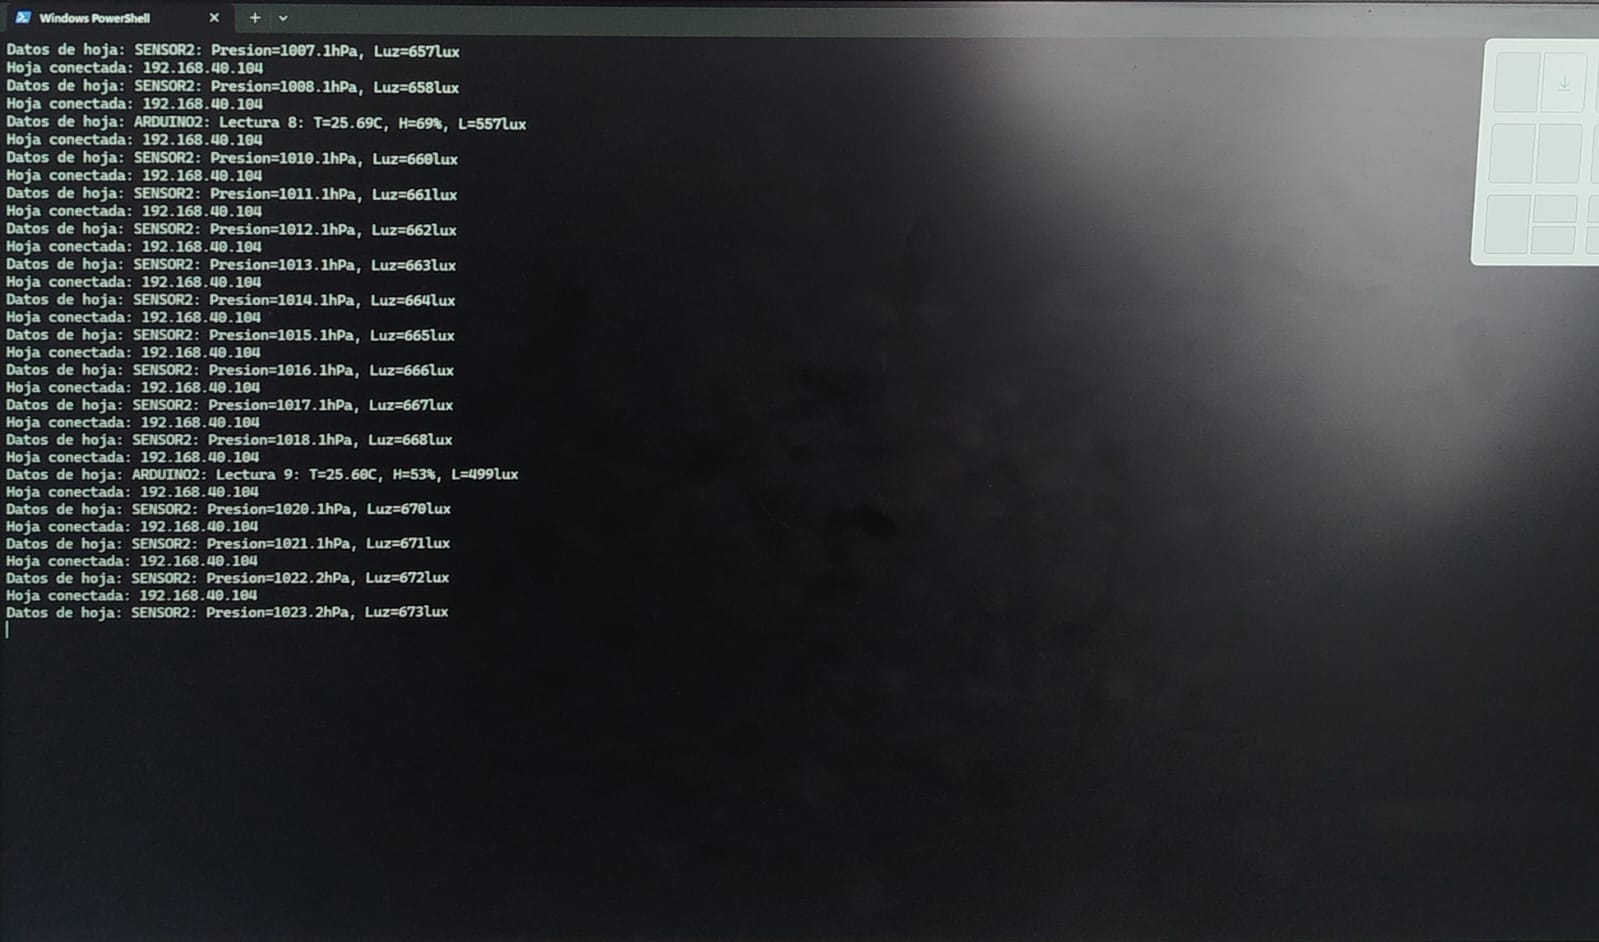 Windows PowerShell
Datos de hoja: SENSOR2: Presion=1007.1hPa, Luz=657lux
Hoja conectada: 192.168.40.104
Datos de hoja: SENSOR2: Presion=1008.1hPa, Luz=658lux
Hoja conectada: 192.168.40.104
Datos de hoja: ARDUINO2: Lectura 8: T=25.69C, H=69%, L=557lux
Hoja conectada: 192.168.40.104
Datos de hoja: SENSOR2: Presion=1010.1hPa, Luz=660lux
Hoja conectada: 192.168.40.104
Datos de hoja: SENSOR2: Presion=1011.1hPa, Luz=661lux
Hoja conectada: 192.168.40.104
Datos de hoja: SENSOR2: Presion=1012.1hPa, Luz=662lux
Hoja conectada: 192.168.40.104
Datos de hoja: SENSOR2: Presion=1013.1hPa, Luz=663lux
Hoja conectada: 192.168.40.104
Datos de hoja: SENSOR2: Presion=1014.1hPa, Luz=664lux
Hoja conectada: 192.168.40.104
Datos de hoja: SENSOR2: Presion=1015.1hPa, Luz=665lux
Hoja conectada: 192.168.40.104
Datos de hoja: SENSOR2: Presion=1016.1hPa, Luz=666lux
Hoja conectada: 192.168.40.104
Datos de hoja: SENSOR2: Presion=1017.1hPa, Luz=667lux
Hoja conectada: 192.168.40.104
Datos de hoja: SENSOR2: Presion=1018.1hPa, Luz=668lux
Hoja conectada: 192.168.40.104
Datos de hoja: ARDUINO2: Lectura 9: T=25.60C, H=53%, L=499lux
Hoja conectada: 192.168.40.104
Datos de hoja: SENSOR2: Presion=1020.1hPa, Luz=670lux
Hoja conectada: 192.168.40.104
Datos de hoja: SENSOR2: Presion=1021.1hPa, Luz=671lux
Hoja conectada: 192.168.40.104
Datos de hoja: SENSOR2: Presion=1022.2hPa, Luz=672lux
Hoja conectada: 192.168.40.104
Datos de hoja: SENSOR2: Presion=1023.2hPa, Luz=673lux